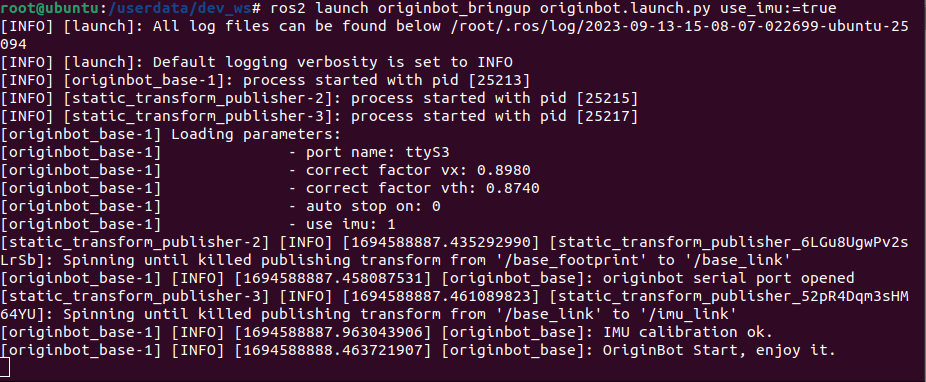 root@ubuntu:/userdata/dev_ws# ros2 launch originbot_bringup originbot.launch.py use_imu:=true
[INFO] [launch]: All log files can be found below /root/.ros/log/2023-09-13-15-08-07-022699-ubuntu-25
094
[INFO] [launch]: Default logging verbosity is set to INFO
[INFO] [originbot_base-1]: process started with pid [25213]
[INFO] [static_transform_publisher-2]: process started with pid [25215]
[INFO] [static_transform_publisher-3]: process started with pid [25217]
[originbot_base-1] Loading parameters:
[originbot_base-1]               - port name: ttyS3
[originbot_base-1]               - correct factor vx: 0.8980
[originbot_base-1]               - correct factor vth: 0.8740
[originbot_base-1]               - auto stop on: 0
[originbot_base-1]               - use imu: 1
[static_transform_publisher-2] [INFO] [1694588887.435292990] [static_transform_publisher_6LGu8UgwPv2s
LrSb]: Spinning until killed publishing transform from '/base_footprint' to '/base_link'
[originbot_base-1] [INFO] [1694588887.458087531] [originbot_base]: originbot serial port opened
[static_transform_publisher-3] [INFO] [1694588887.461089823] [static_transform_publisher_52pR4Dqm3sHM
64YU]: Spinning until killed publishing transform from '/base_link' to '/imu_link'
[originbot_base-1] [INFO] [1694588887.963043906] [originbot_base]: IMU calibration ok.
[originbot_base-1] [INFO] [1694588888.463721907] [originbot_base]: OriginBot Start, enjoy it.